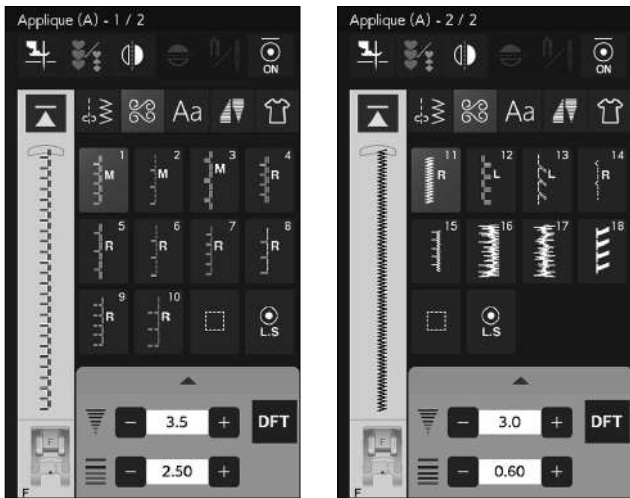 Applique (A) - 1 / 2
ON
Aa
1 M
2 M
3 M
4 R
5 R
6 R
7 R
8 R
9 R
10 R
L.S
3.5
DFT
2.50
F
F
Applique (A) - 2 / 2
ON
Aa
11 R
12 L
13 L
14 R
15
16
17
18
L.S
3.0
DFT
0.60
F
F